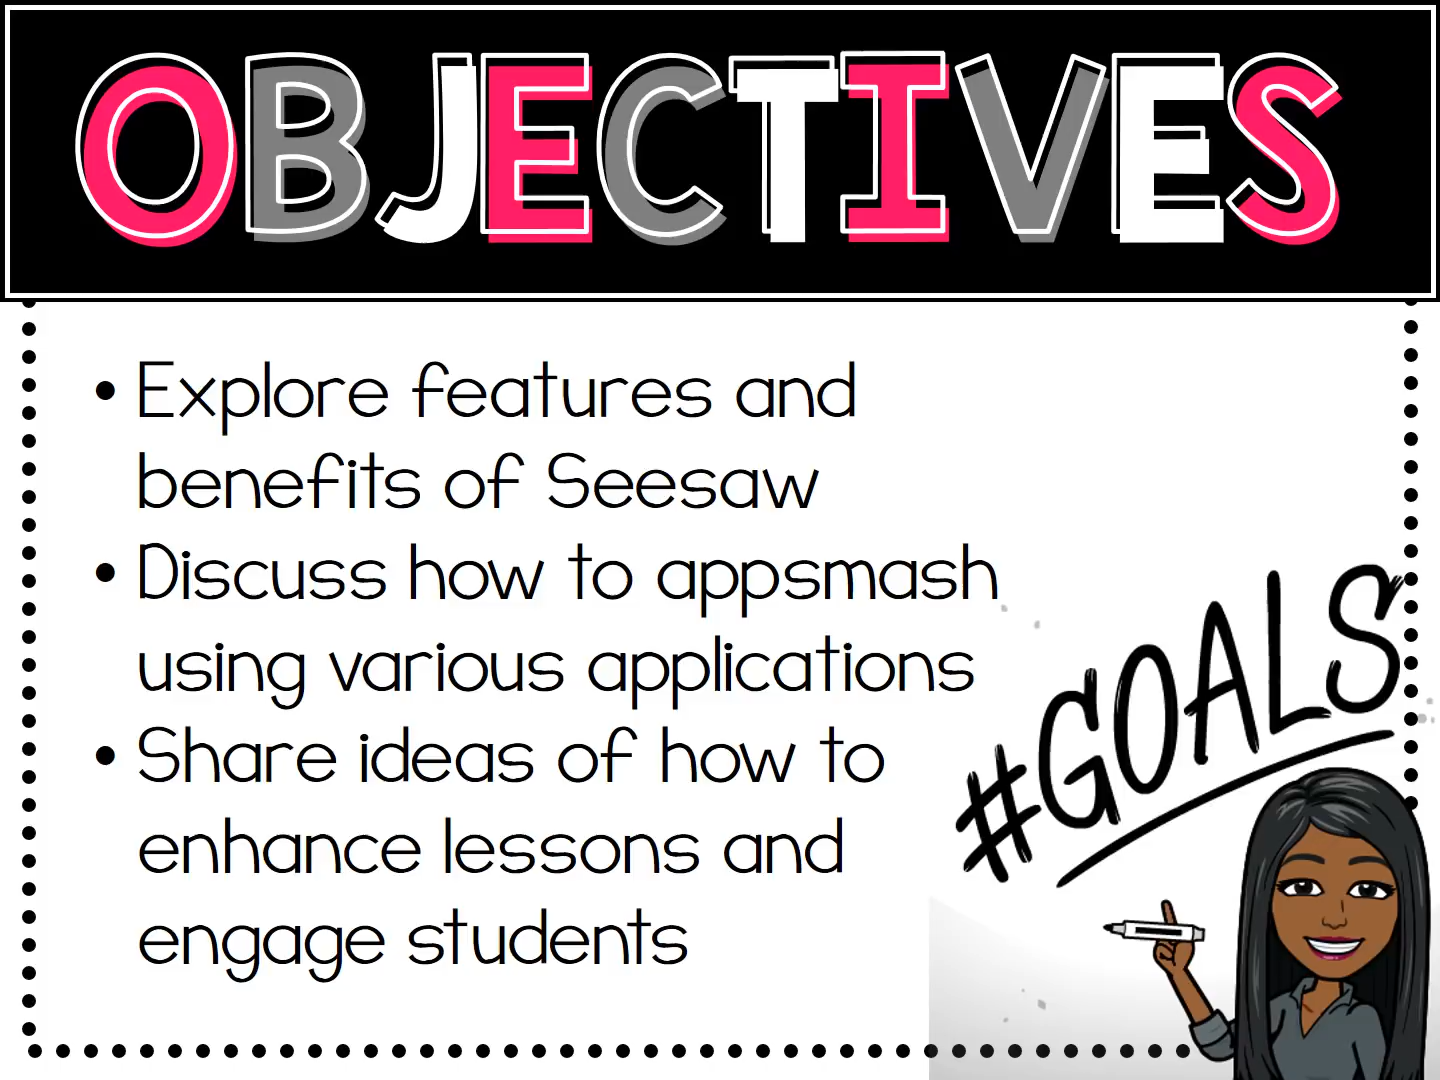 OBJECTIVES
• Explore features and
benefits of Seesaw
• Discuss how to appsmash
using various applications
• Share ideas of how to
enhance lessons and
engage students
#GOALS